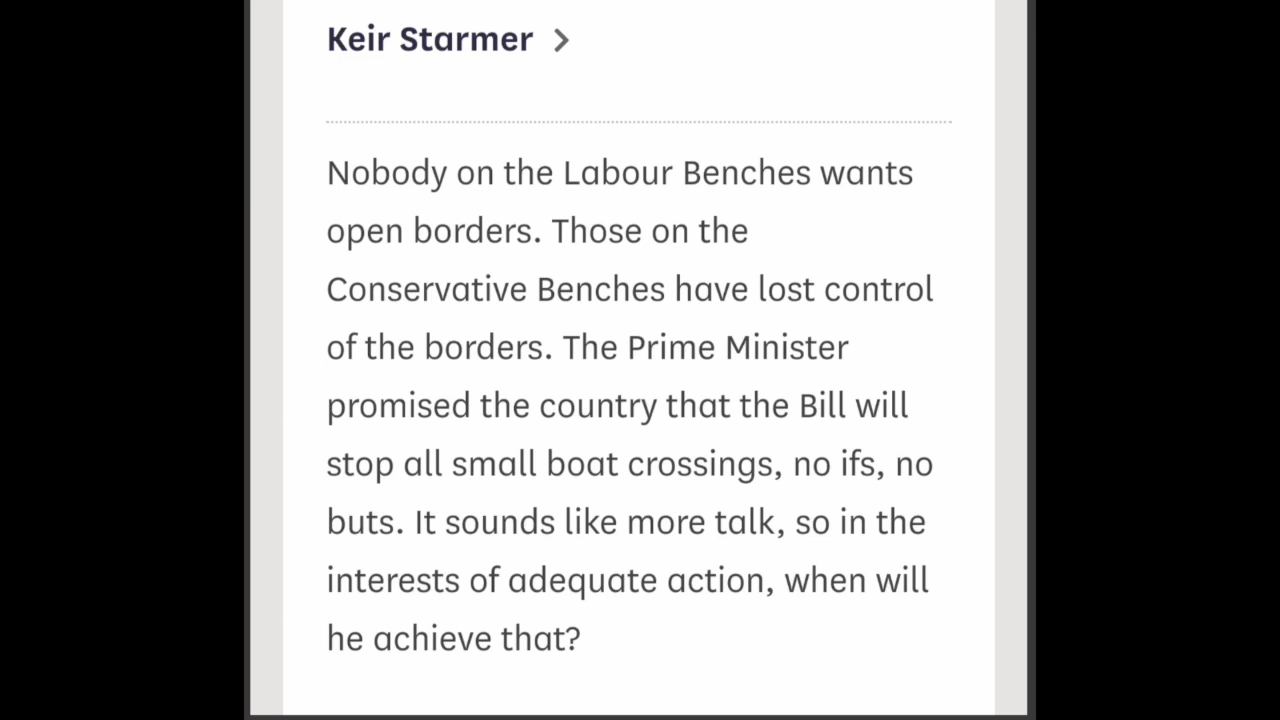 Keir Starmer
Nobody on the Labour Benches wants
open borders. Those on the
Conservative Benches have lost control
of the borders. The Prime Minister
promised the country that the Bill will
stop all small boat crossings, no ifs, no
buts. It sounds like more talk, so in the
interests of adequate action, when will
he achieve that?